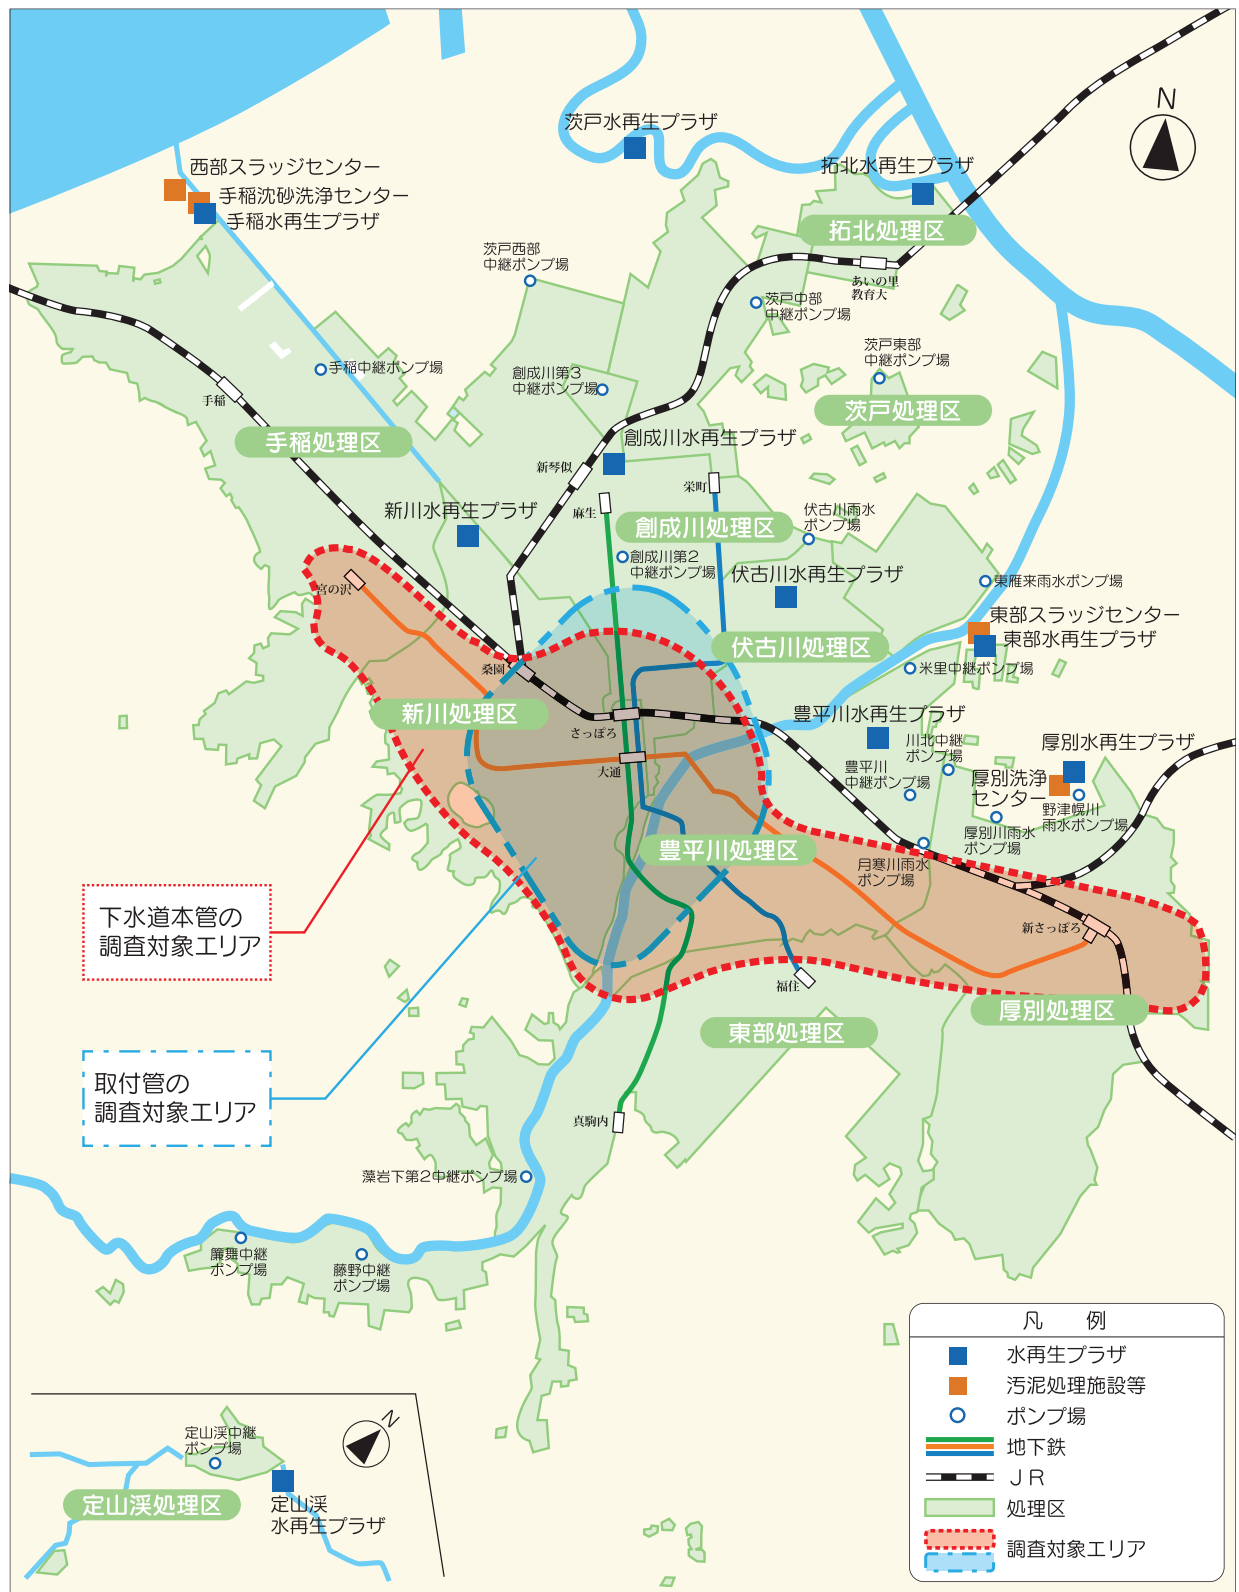 N
茨戸水再生プラザ
西部スラッジセンター
手稲沈砂洗浄センター
手稲水再生プラザ
拓北水再生プラザ
拓北処理区
茨戸西部
中継ポンプ場
あいの里
教育大
茨戸中部
中継ポンプ場
茨戸東部
中継ポンプ場
手稲中継ポンプ場
創成川第3
中継ポンプ場
手稲
茨戸処理区
手稲処理区
創成川水再生プラザ
新琴似
栄町
麻生
新川水再生プラザ
創成川処理区
伏古川雨水
ポンプ場
創成川第2
中継ポンプ場
伏古川水再生プラザ
東雁来雨水ポンプ場
宮の沢
東部スラッジセンター
東部水再生プラザ
伏古川処理区
桑園
米里中継ポンプ場
新川処理区
さっぽろ
豊平川水再生プラザ
川北中継
ポンプ場
厚別水再生プラザ
大通
豊平川
中継ポンプ場
厚別洗浄
センター
野津幌川
雨水ポンプ場
厚別川雨水
ポンプ場
豊平川処理区
月寒川雨水
ポンプ場
下水道本管の
調査対象エリア
新さっぽろ
福住
厚別処理区
東部処理区
取付管の
調査対象エリア
真駒内
藻岩下第2中継ポンプ場
簾舞中継
ポンプ場
藤野中継
ポンプ場
凡　例
水再生プラザ
汚泥処理施設等
ポンプ場
地下鉄
JR
処理区
調査対象エリア
N
定山渓中継
ポンプ場
定山渓処理区
定山渓
水再生プラザ